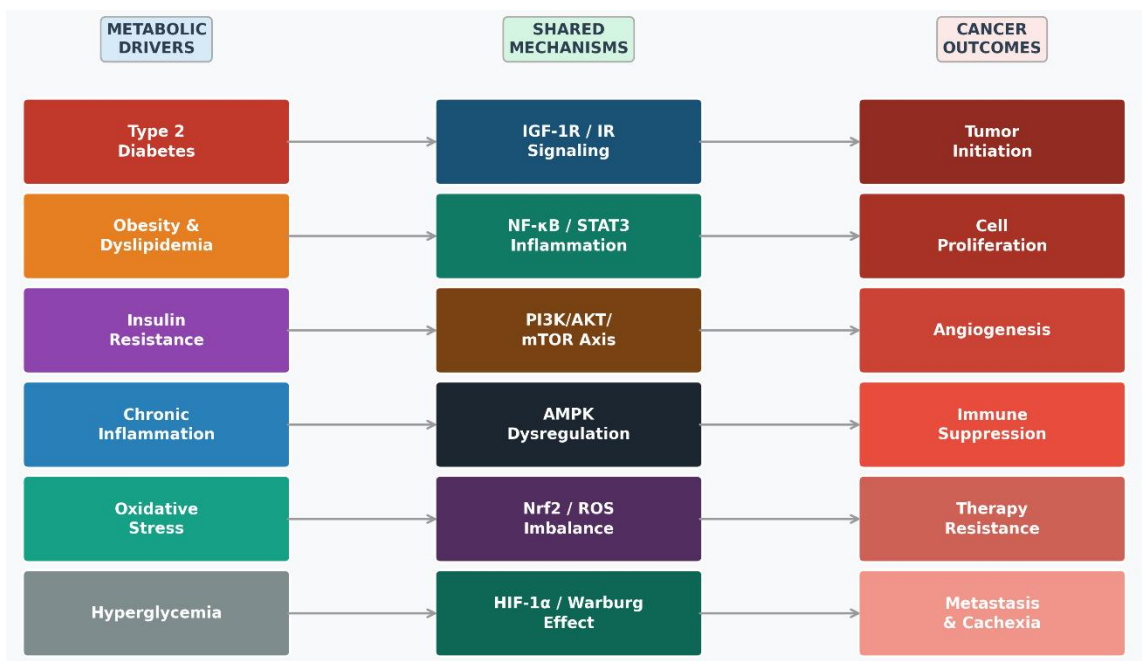 METABOLIC
DRIVERS
SHARED
MECHANISMS
CANCER
OUTCOMES
Type 2
Diabetes
IGF-1R / IR
Signaling
Tumor
Initiation
Obesity &
Dyslipidemia
NF-κB / STAT3
Inflammation
Cell
Proliferation
Insulin
Resistance
PI3K/AKT/
mTOR Axis
Angiogenesis
Chronic
Inflammation
AMPK
Dysregulation
Immune
Suppression
Oxidative
Stress
Nrf2 / ROS
Imbalance
Therapy
Resistance
Hyperglycemia
HIF-1α / Warburg
Effect
Metastasis
& Cachexia